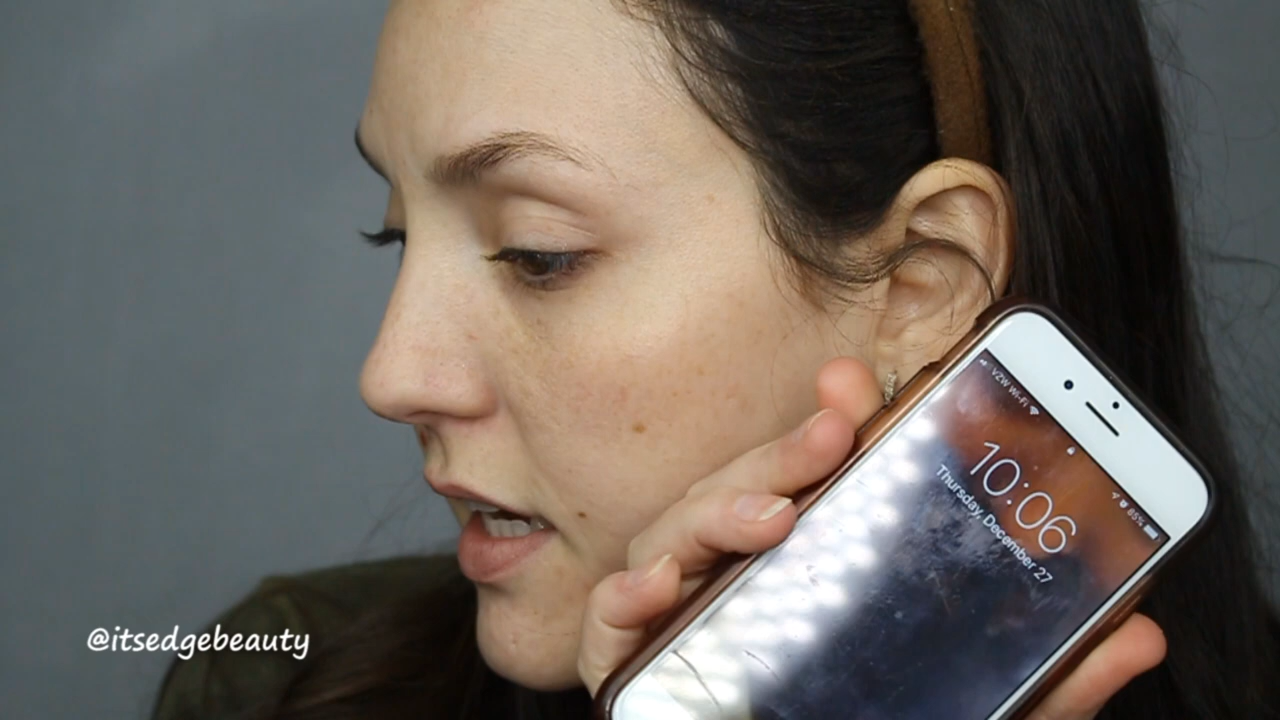 VZW Wi-Fi
85%
10:06
Thursday, December 27
@itsedgebeauty